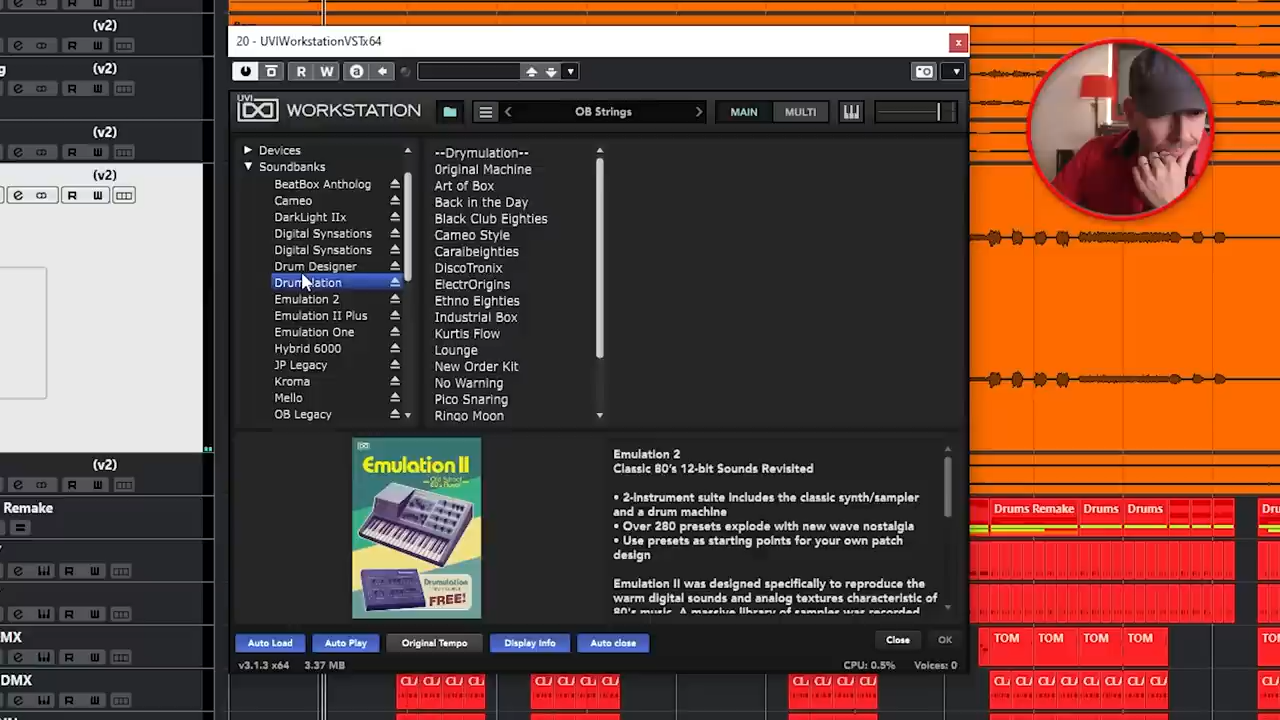 (v2)
20 - UVIWorkstationVSTx64
x
g
(v2)
e
R
W
R
W
a
UVI
WORKSTATION
OB Strings
MAIN
MULTI
(v2)
Devices
Soundbanks
BeatBox Antholog
Cameo
DarkLight IIx
Digital Synsations
Digital Synsations
Drum Designer
Drumulation
Emulation 2
Emulation II Plus
Emulation One
Hybrid 6000
JP Legacy
Kroma
Mello
OB Legacy
--Drymulation--
Original Machine
Art of Box
Back in the Day
Black Club Eighties
Cameo Style
Caraibeighties
DiscoTronix
ElectrOrigins
Ethno Eighties
Industrial Box
Kurtis Flow
Lounge
New Order Kit
No Warning
Pico Snaring
Ringo Moon
(v2)
e
R
W
Emulation II
Drumulation
FREE!
Emulation 2
Classic 80's 12-bit Sounds Revisited
• 2-instrument suite includes the classic synth/sampler
and a drum machine
• Over 280 presets explode with new wave nostalgia
• Use presets as starting points for your own patch
design
Emulation II was designed specifically to reproduce the
warm digital sounds and analog textures characteristic of
80's music. A massive library of samples was recorded
Auto Load
Auto Play
Original Tempo
Display Info
Auto close
Close
OK
v3.1.3 x64
3.37 MB
CPU: 0.5%
Voices: 0
(v2)
Remake
Drums Remake
Drums
Drums
Dru
MX
TOM
TOM
TOM
TOM
TO
DMX